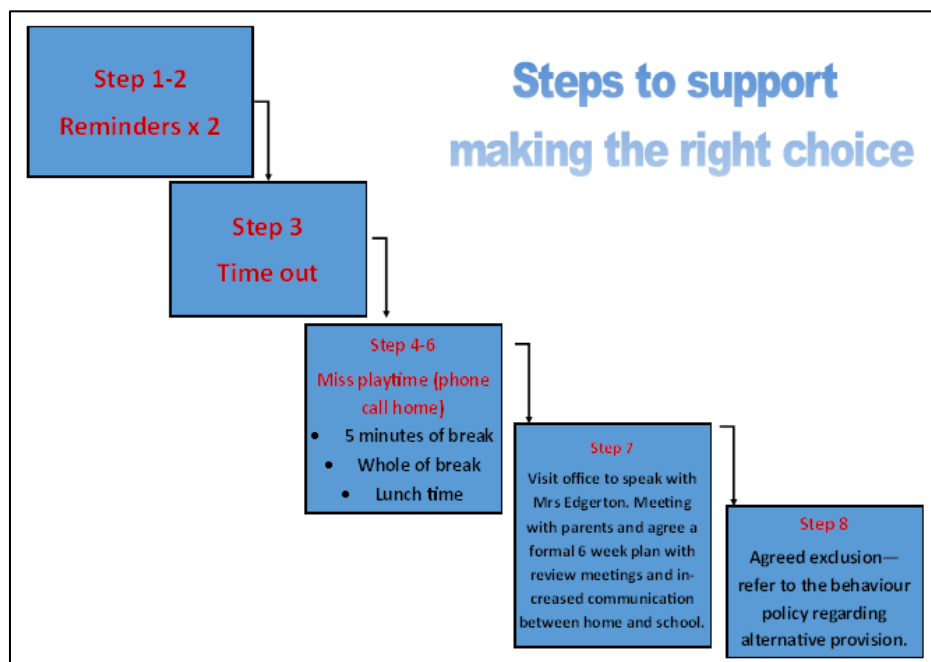 Steps to support
making the right choice
Step 1-2
Reminders x 2
Step 3
Time out
Step 4-6
Miss playtime (phone
call home)
• 5 minutes of break
• Whole of break
• Lunch time
Step 7
Visit office to speak with
Mrs Edgerton. Meeting
with parents and agree a
formal 6 week plan with
review meetings and in-
creased communication
between home and school.
Step 8
Agreed exclusion—
refer to the behaviour
policy regarding
alternative provision.